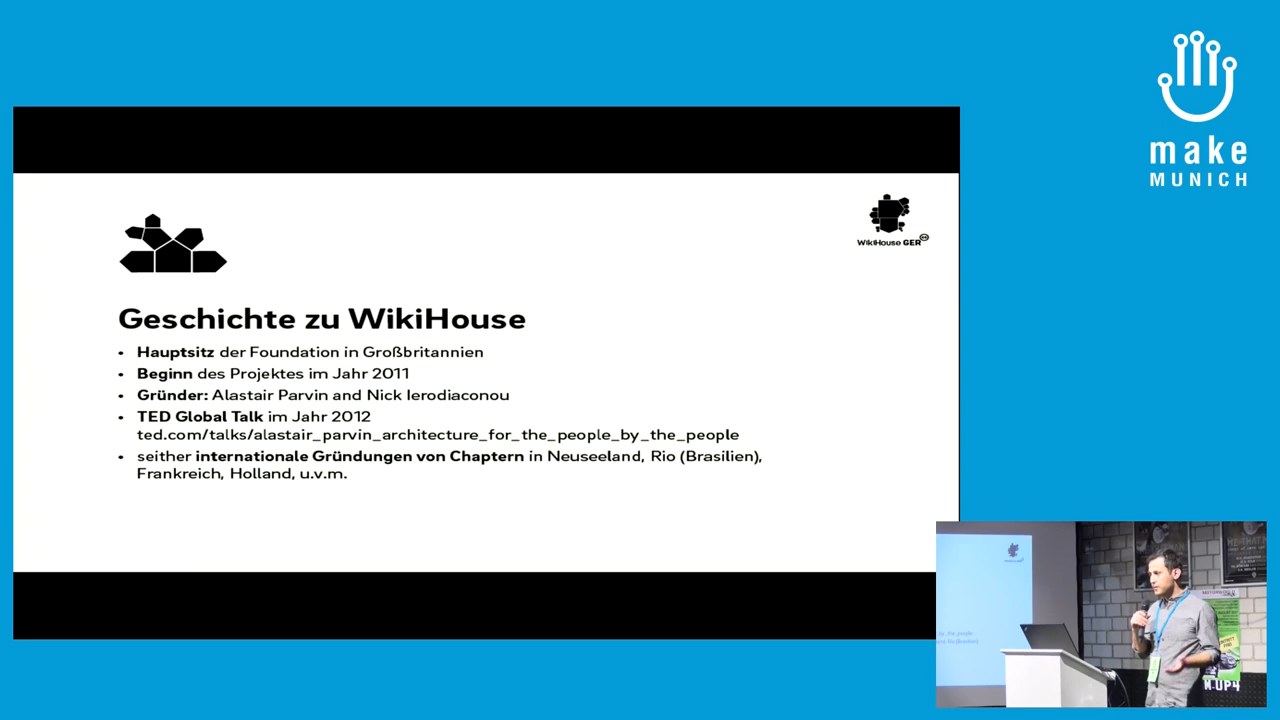 make
MUNICH
WikiHouse GER
Geschichte zu WikiHouse
• Hauptsitz der Foundation in Großbritannien
• Beginn des Projektes im Jahr 2011
• Gründer: Alastair Parvin and Nick Ierodiaconou
• TED Global Talk im Jahr 2012
ted.com/talks/alastair_parvin_architecture_for_the_people_by_the_people
• seither internationale Gründungen von Chaptern in Neuseeland, Rio (Brasilien),
Frankreich, Holland, u.v.m.